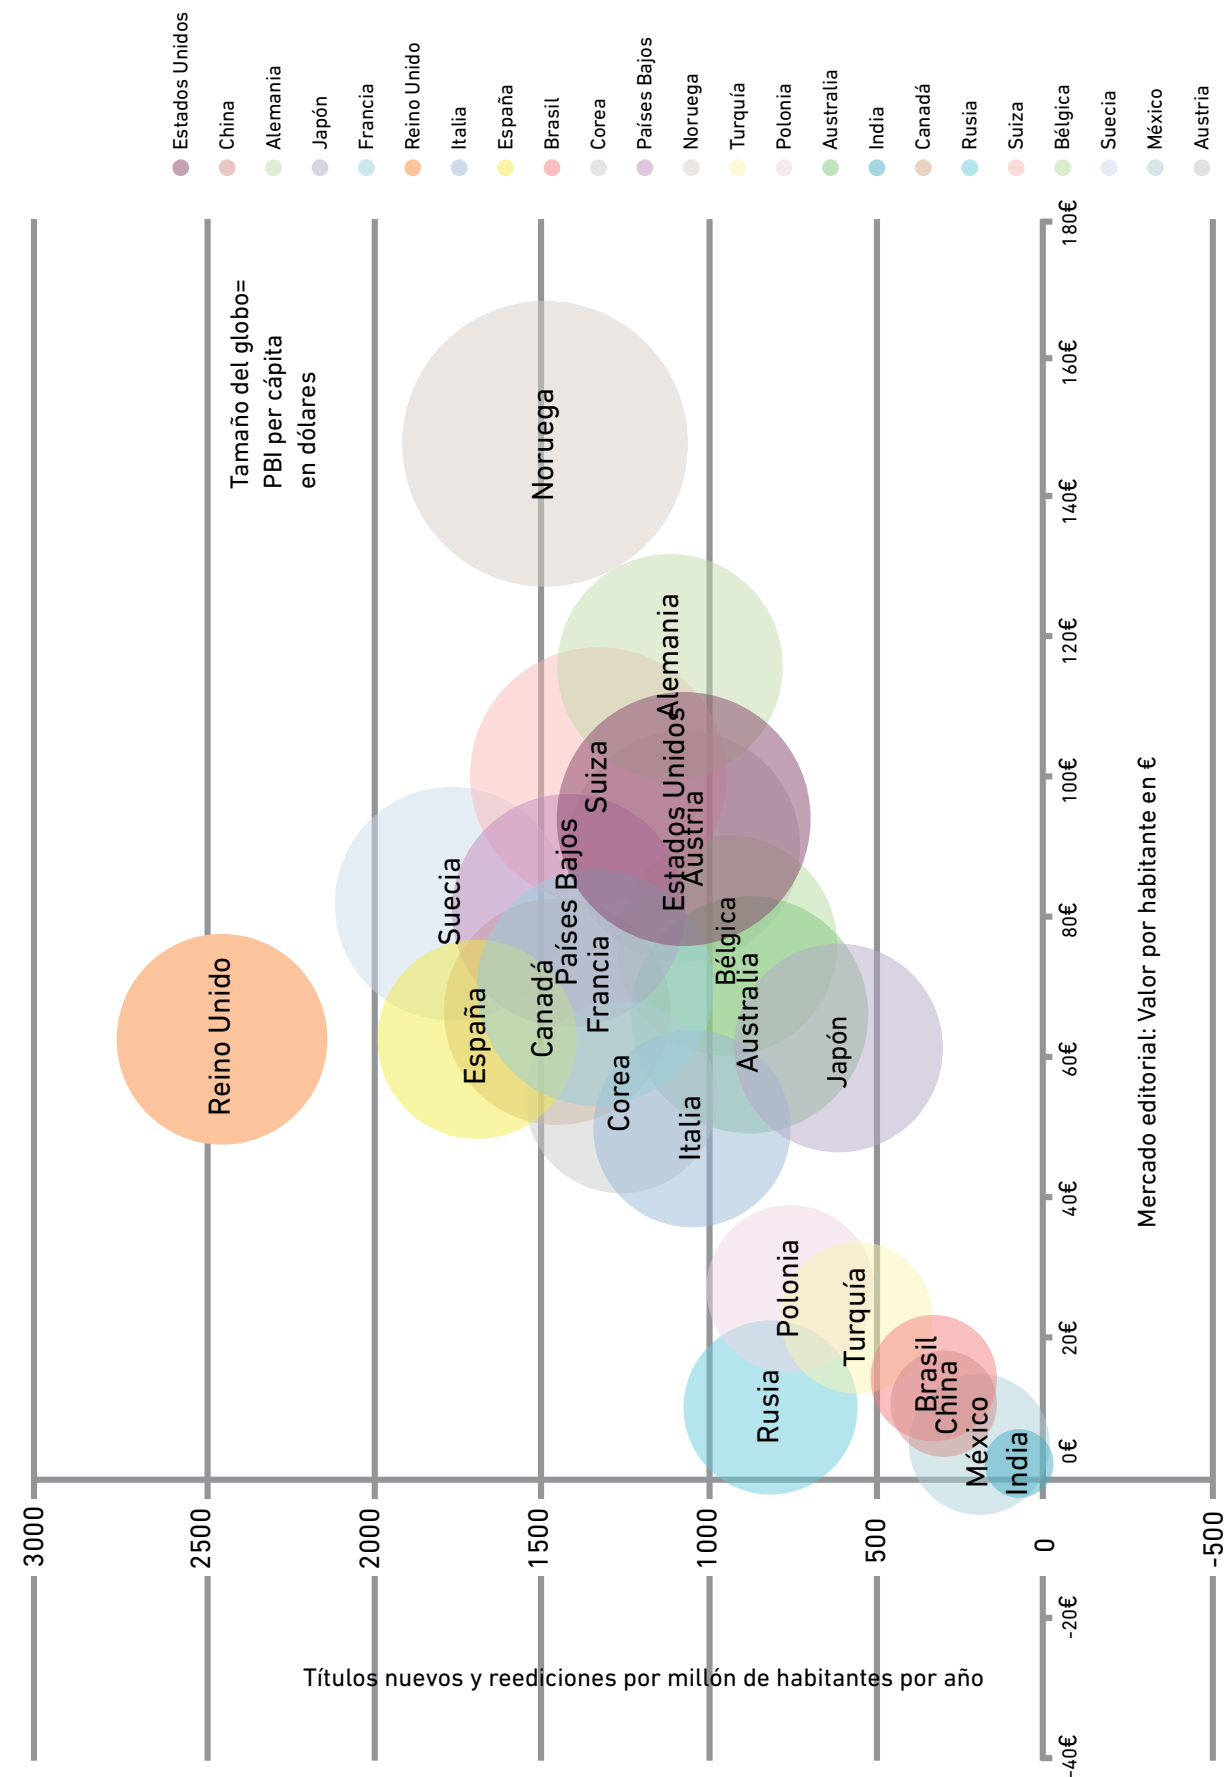 Estados Unidos
China
Alemania
Japón
Francia
Reino Unido
Italia
España
Brasil
Corea
Países Bajos
Noruega
Turquía
Polonia
Australia
India
Canadá
Rusia
Suiza
Bélgica
Suecia
México
Austria
Tamaño del globo=
PBI per cápita
en dólares
3000
2500
2000
1500
1000
500
0
-500
Títulos nuevos y reediciones por millón de habitantes por año
-40€
-20€
0€
20€
40€
60€
80€
100€
120€
140€
160€
180€
Mercado editorial: Valor por habitante en €
Reino Unido
Suecia
España
Canadá
Países Bajos
Francia
Suiza
Corea
Noruega
Alemania
Estados Unidos
Austria
Italia
Bélgica
Australia
Japón
Rusia
Polonia
Turquía
Brasil
China
México
India